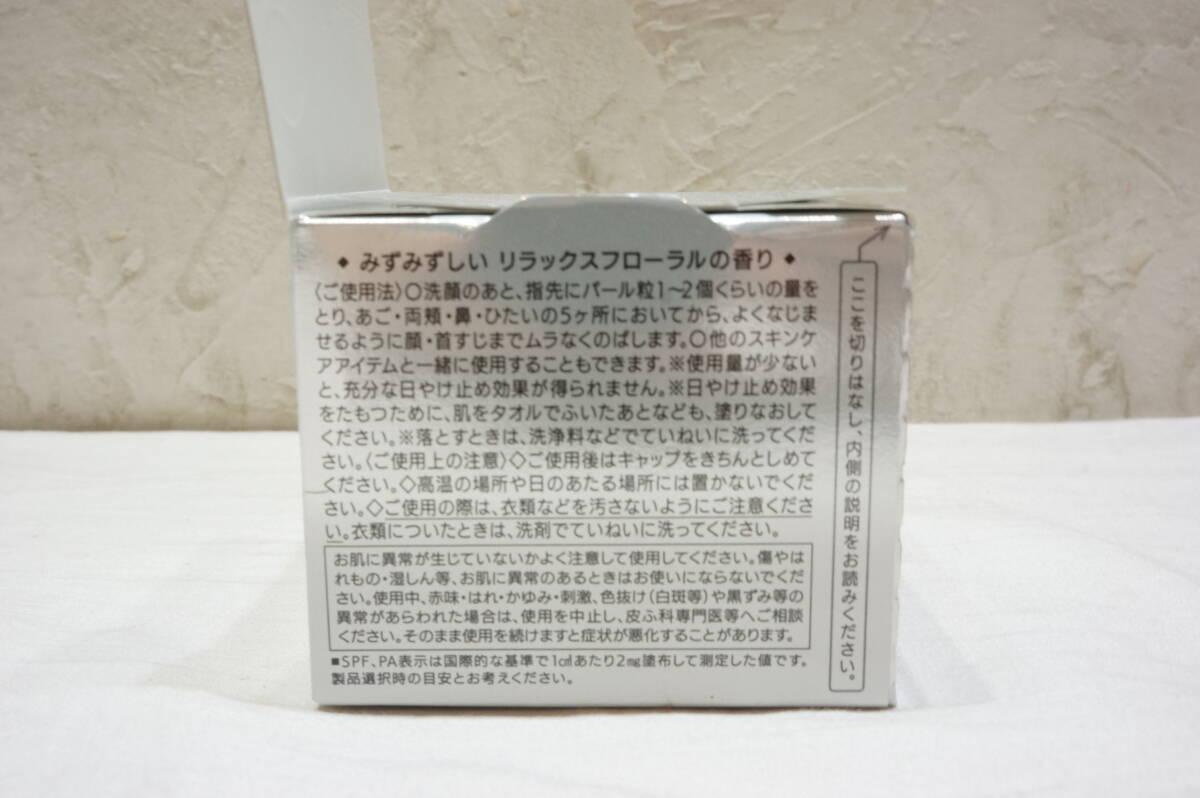 ◆ みずみずしい リラックスフローラルの香り ◆
〈ご使用法〉○洗顔のあと、指先にパール粒1～2個くらいの量を
とり、あご・両頬・鼻・ひたいの5ヶ所においてから、よくなじま
せるように顔・首すじまでムラなくのばします。○他のスキンケ
アアイテムと一緒に使用することもできます。※使用量が少ない
と、充分な日やけ止め効果が得られません。※日やけ止め効果
をたもつために、肌をタオルでふいたあとなども、塗りなおして
ください。※落とすときは、洗浄料などでていねいに洗ってくだ
さい。〈ご使用上の注意〉◇ご使用後はキャップをきちんとしめて
ください。◇高温の場所や日のあたる場所には置かないでくだ
さい。◇ご使用の際は、衣類などを汚さないようにご注意くださ
い。衣類についたときは、洗剤でていねいに洗ってください。
お肌に異常が生じていないかよく注意して使用してください。傷やは
れもの・湿しん等、お肌に異常のあるときはお使いにならないでくだ
さい。使用中、赤味・はれ・かゆみ・刺激、色抜け（白斑等）や黒ずみ等の
異常があらわれた場合は、使用を中止し、皮ふ科専門医等へご相談
ください。そのまま使用を続けますと症状が悪化することがあります。
■SPF、PA表示は国際的な基準で1c㎡あたり2mg塗布して測定した値です。
製品選択時の目安とお考えください。
ここを切りはなし、内側の説明をお読みください。